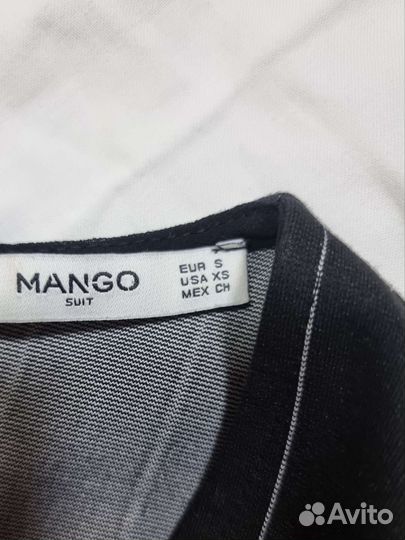 MANGO
SUIT
EUR S
USA XS
MEX CH
Avito